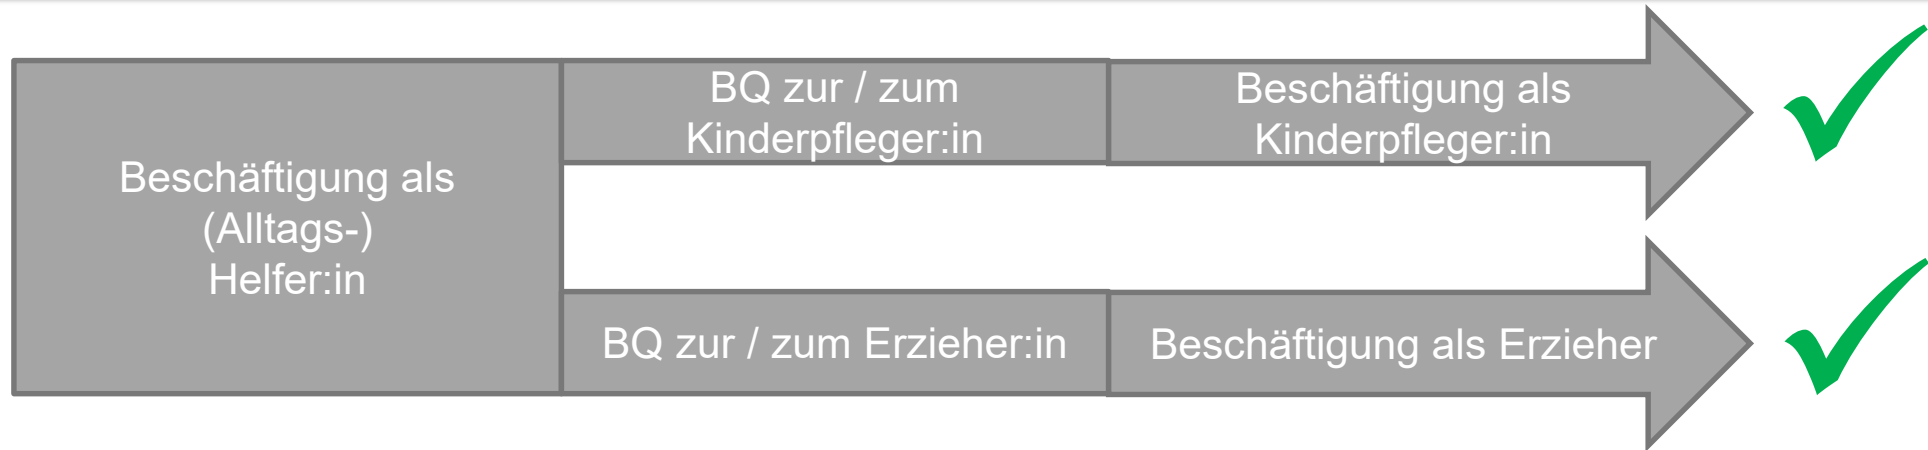 Beschäftigung als
(Alltags-)
Helfer:in
BQ zur / zum
Kinderpfleger:in
Beschäftigung als
Kinderpfleger:in
BQ zur / zum Erzieher:in
Beschäftigung als Erzieher